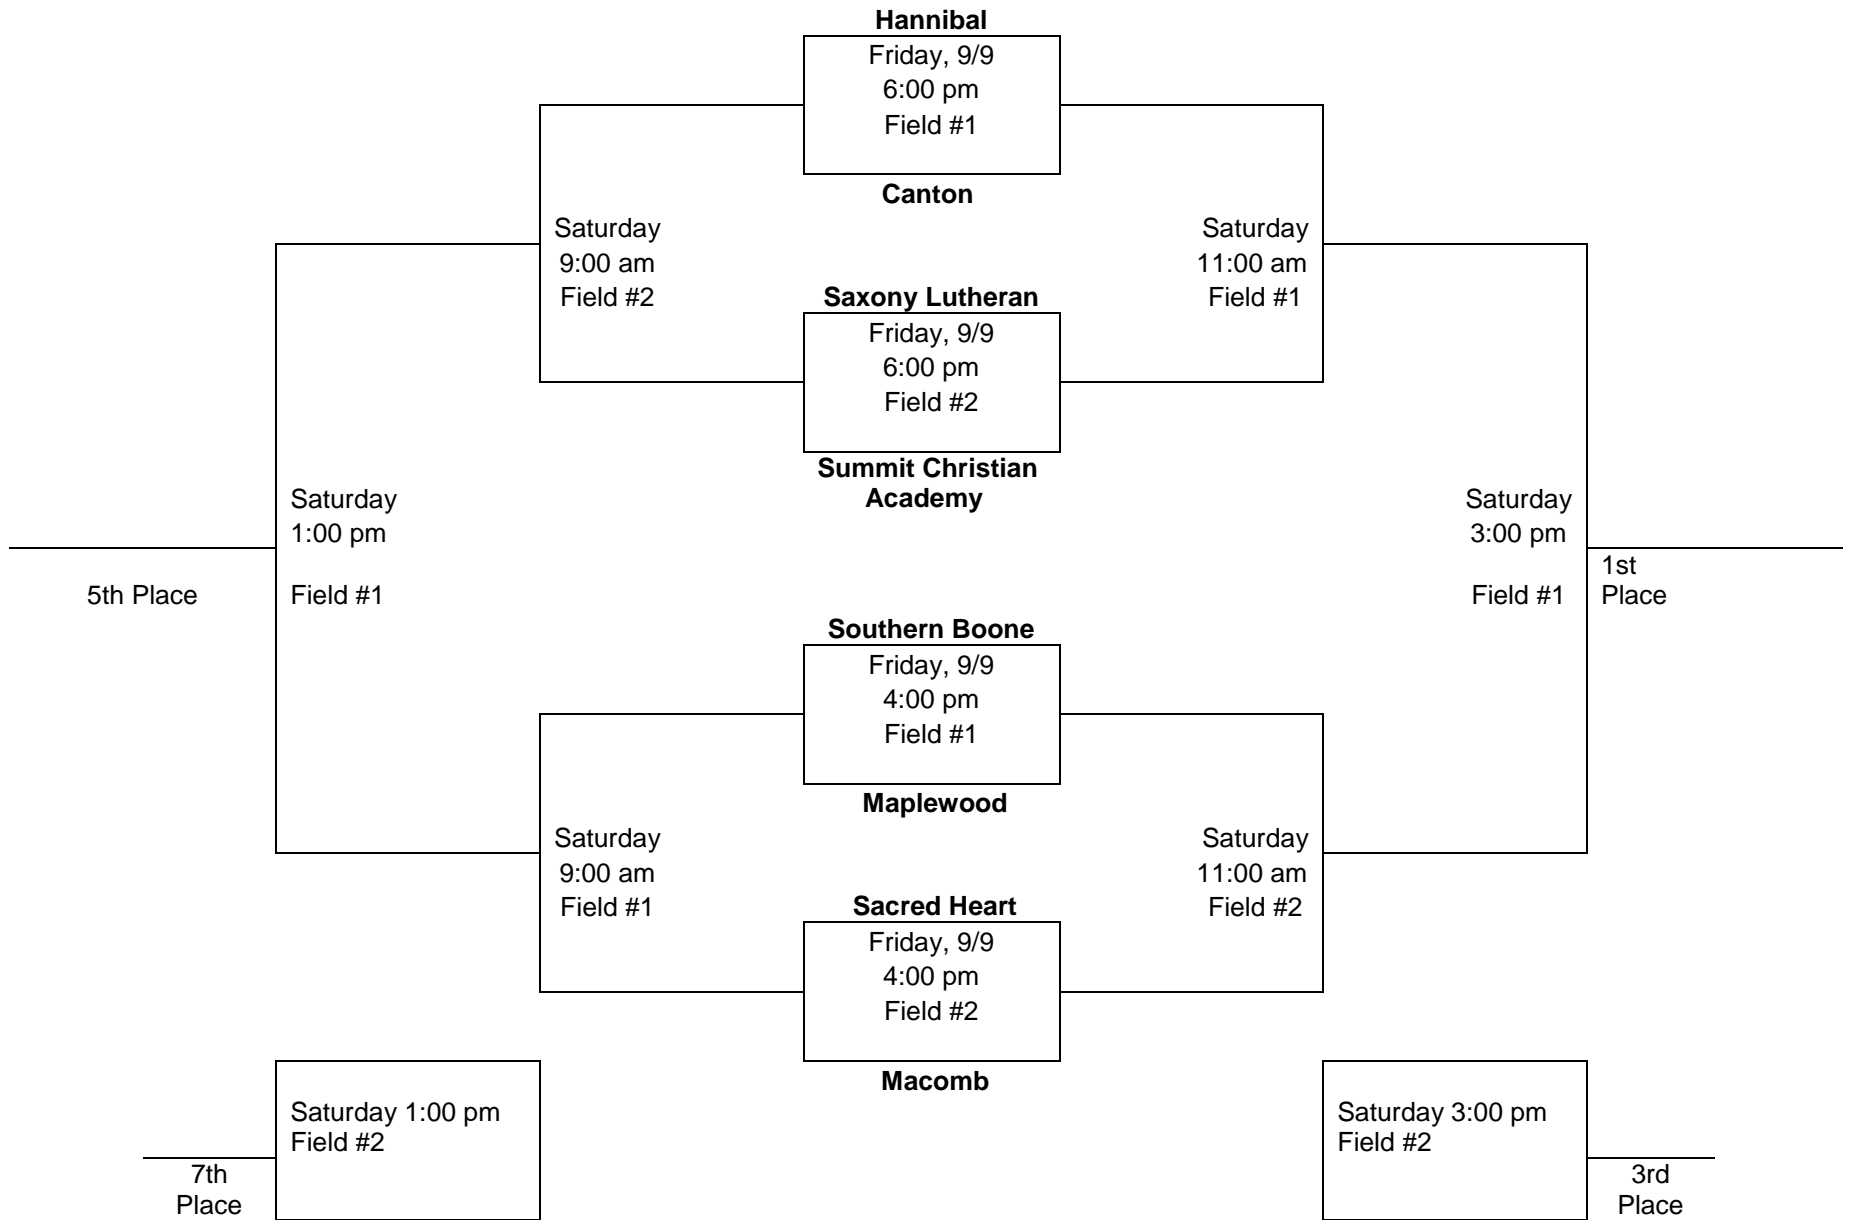 Hannibal
Friday, 9/9
6:00 pm
Field #1
Canton
Saturday
9:00 am
Field #2
Saturday
11:00 am
Field #1
Saxony Lutheran
Friday, 9/9
6:00 pm
Field #2
Summit Christian
Academy
Saturday
1:00 pm
Field #1
5th Place
Saturday
3:00 pm
Field #1
1st
Place
Southern Boone
Friday, 9/9
4:00 pm
Field #1
Maplewood
Saturday
9:00 am
Field #1
Saturday
11:00 am
Field #2
Sacred Heart
Friday, 9/9
4:00 pm
Field #2
Macomb
Saturday 1:00 pm
Field #2
7th
Place
Saturday 3:00 pm
Field #2
3rd
Place